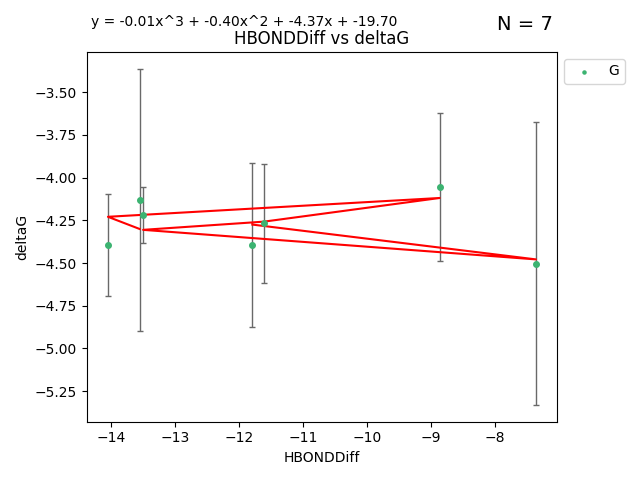 y = -0.01x^3 + -0.40x^2 + -4.37x + -19.70
N = 7
HBONDDiff vs deltaG
G
−3.50
−3.75
−4.00
−4.25
−4.50
−4.75
−5.00
−5.25
deltaG
−14 −13 −12 −11 −10 −9 −8
HBONDDiff